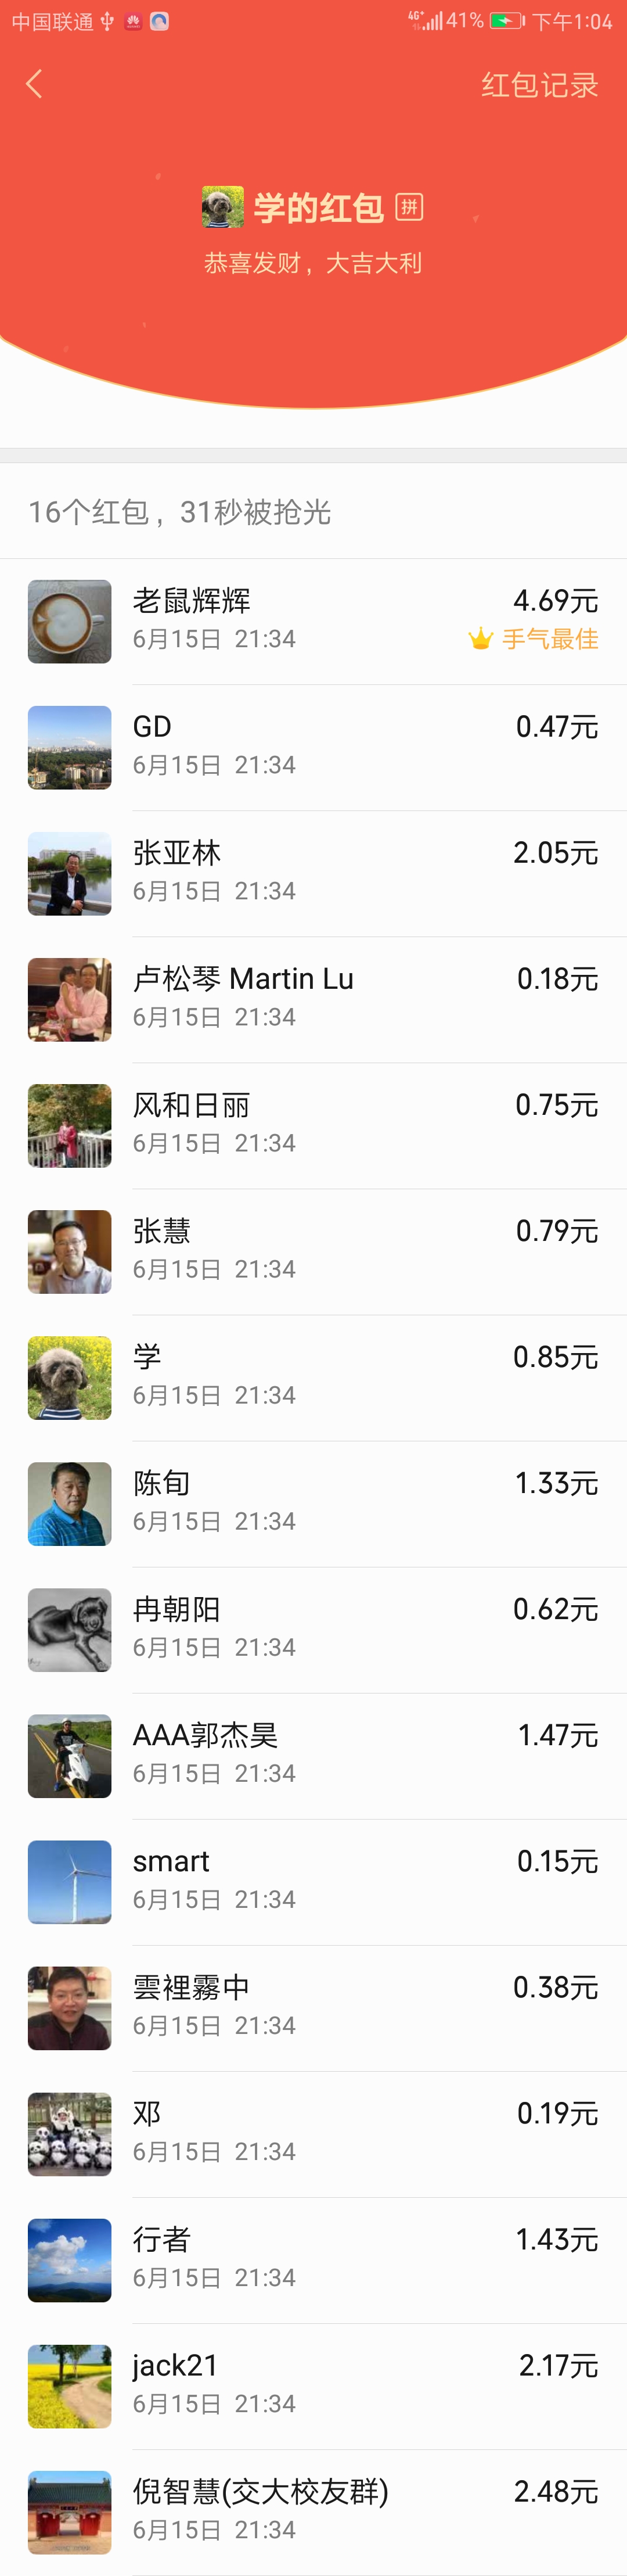 中国联通 4G+ 41% 下午1:04
红包记录
学的红包 拼
恭喜发财，大吉大利
16个红包，31秒被抢光
老鼠辉辉 4.69元
6月15日 21:34 手气最佳
GD 0.47元
6月15日 21:34
张亚林 2.05元
6月15日 21:34
卢松琴 Martin Lu 0.18元
6月15日 21:34
风和日丽 0.75元
6月15日 21:34
张慧 0.79元
6月15日 21:34
学 0.85元
6月15日 21:34
陈旬 1.33元
6月15日 21:34
冉朝阳 0.62元
6月15日 21:34
AAA郭杰昊 1.47元
6月15日 21:34
smart 0.15元
6月15日 21:34
雲裡霧中 0.38元
6月15日 21:34
邓 0.19元
6月15日 21:34
行者 1.43元
6月15日 21:34
jack21 2.17元
6月15日 21:34
倪智慧(交大校友群) 2.48元
6月15日 21:34